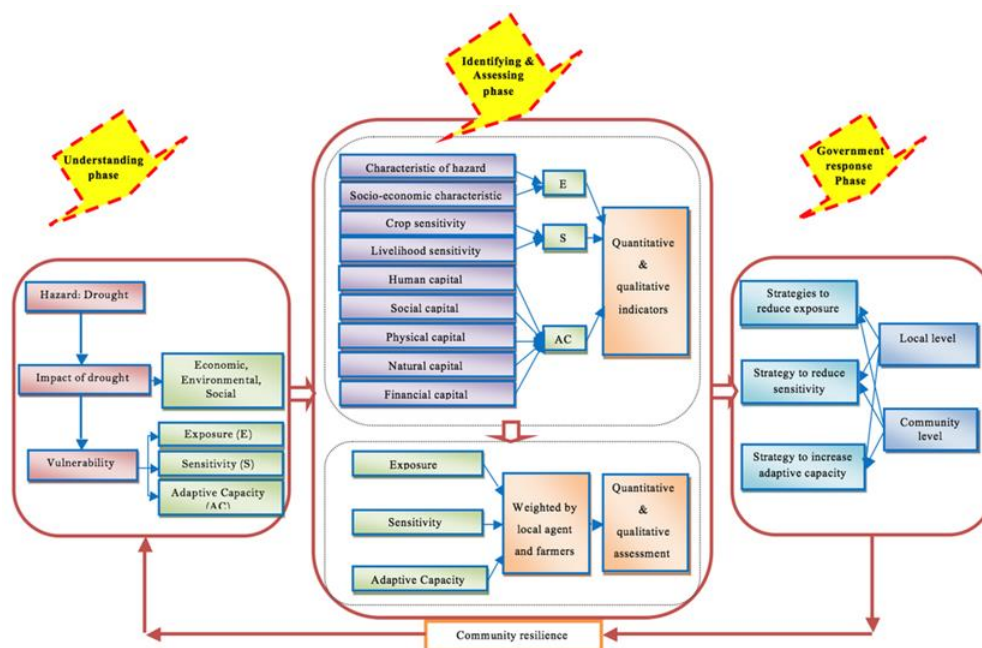 Identifying &
Assessing
phase
Understanding
phase
Government
response
Phase
Hazard: Drought
Impact of drought
Economic,
Environmental,
Social
Vulnerability
Exposure (E)
Sensitivity (S)
Adaptive Capacity
(AC)
Characteristic of hazard
Socio-economic characteristic
Crop sensitivity
Livelihood sensitivity
Human capital
Social capital
Physical capital
Natural capital
Financial capital
E
S
AC
Quantitative
&
qualitative
indicators
Exposure
Sensitivity
Adaptive Capacity
Weighted by
local agent
and farmers
Quantitative
&
qualitative
assessment
Strategies to
reduce exposure
Strategy to reduce
sensitivity
Strategy to increase
adaptive capacity
Local level
Community
level
Community resilience